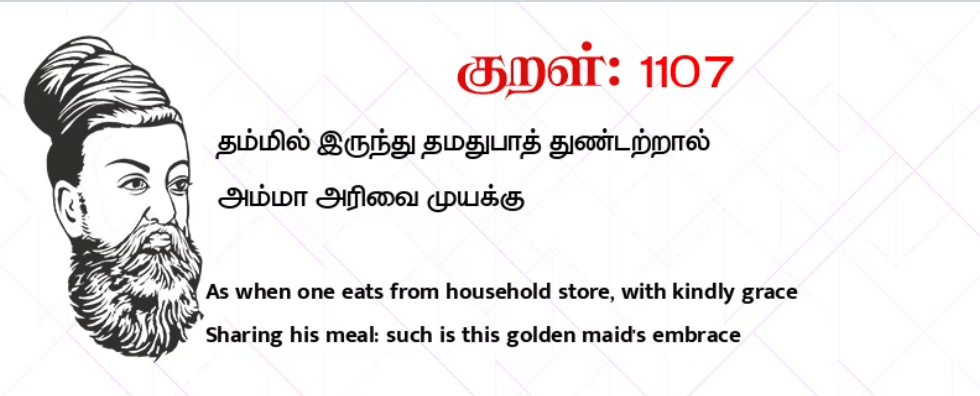 குறள்: 1107
தம்மில் இருந்து தமதுபாத் துண்டற்றால்
அம்மா அரிவை முயக்கு
As when one eats from household store, with kindly grace
Sharing his meal: such is this golden maid's embrace